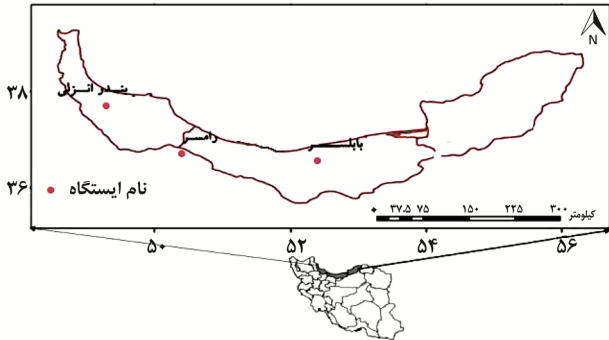 N
۳۸
بندر انزلی
رامسر
بابلسر
۳۶
نام ایستگاه
۰ ۳۷.۵ ۷۵ ۱۵۰ ۲۲۵ ۳۰۰ کیلومتر
۵۰ ۵۲ ۵۴ ۵۶